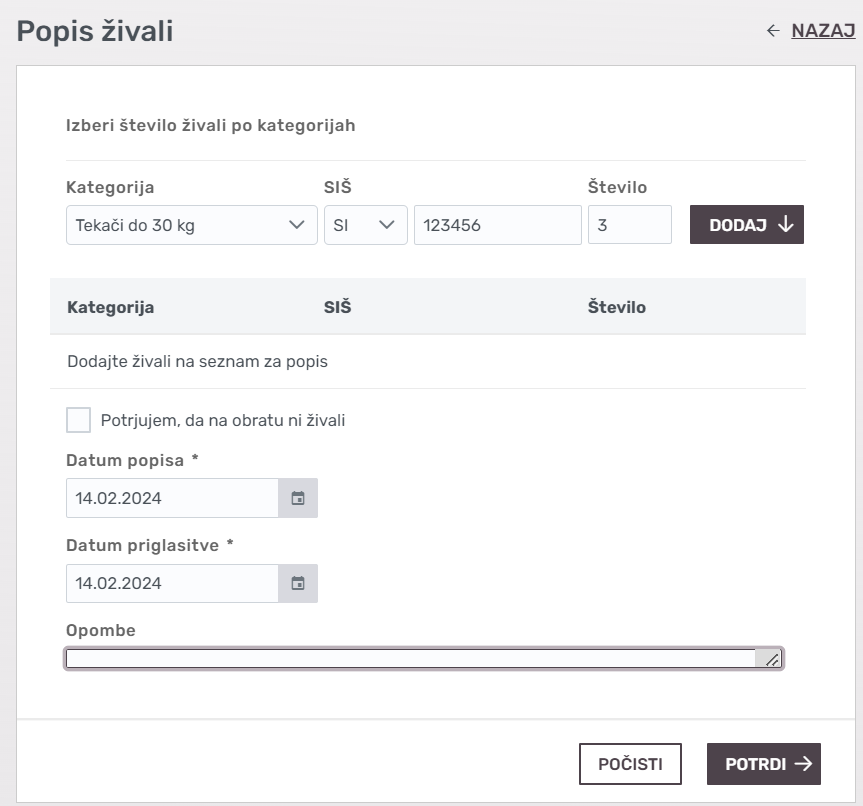 Popis živali
← NAZAJ
Izberi število živali po kategorijah
Kategorija SIŠ Število
Tekači do 30 kg SI 123456 3 DODAJ ↓
Kategorija SIŠ Število
Dodajte živali na seznam za popis
Potrjujem, da na obratu ni živali
Datum popisa *
14.02.2024
Datum priglasitve *
14.02.2024
Opombe
POČISTI POTRDI →